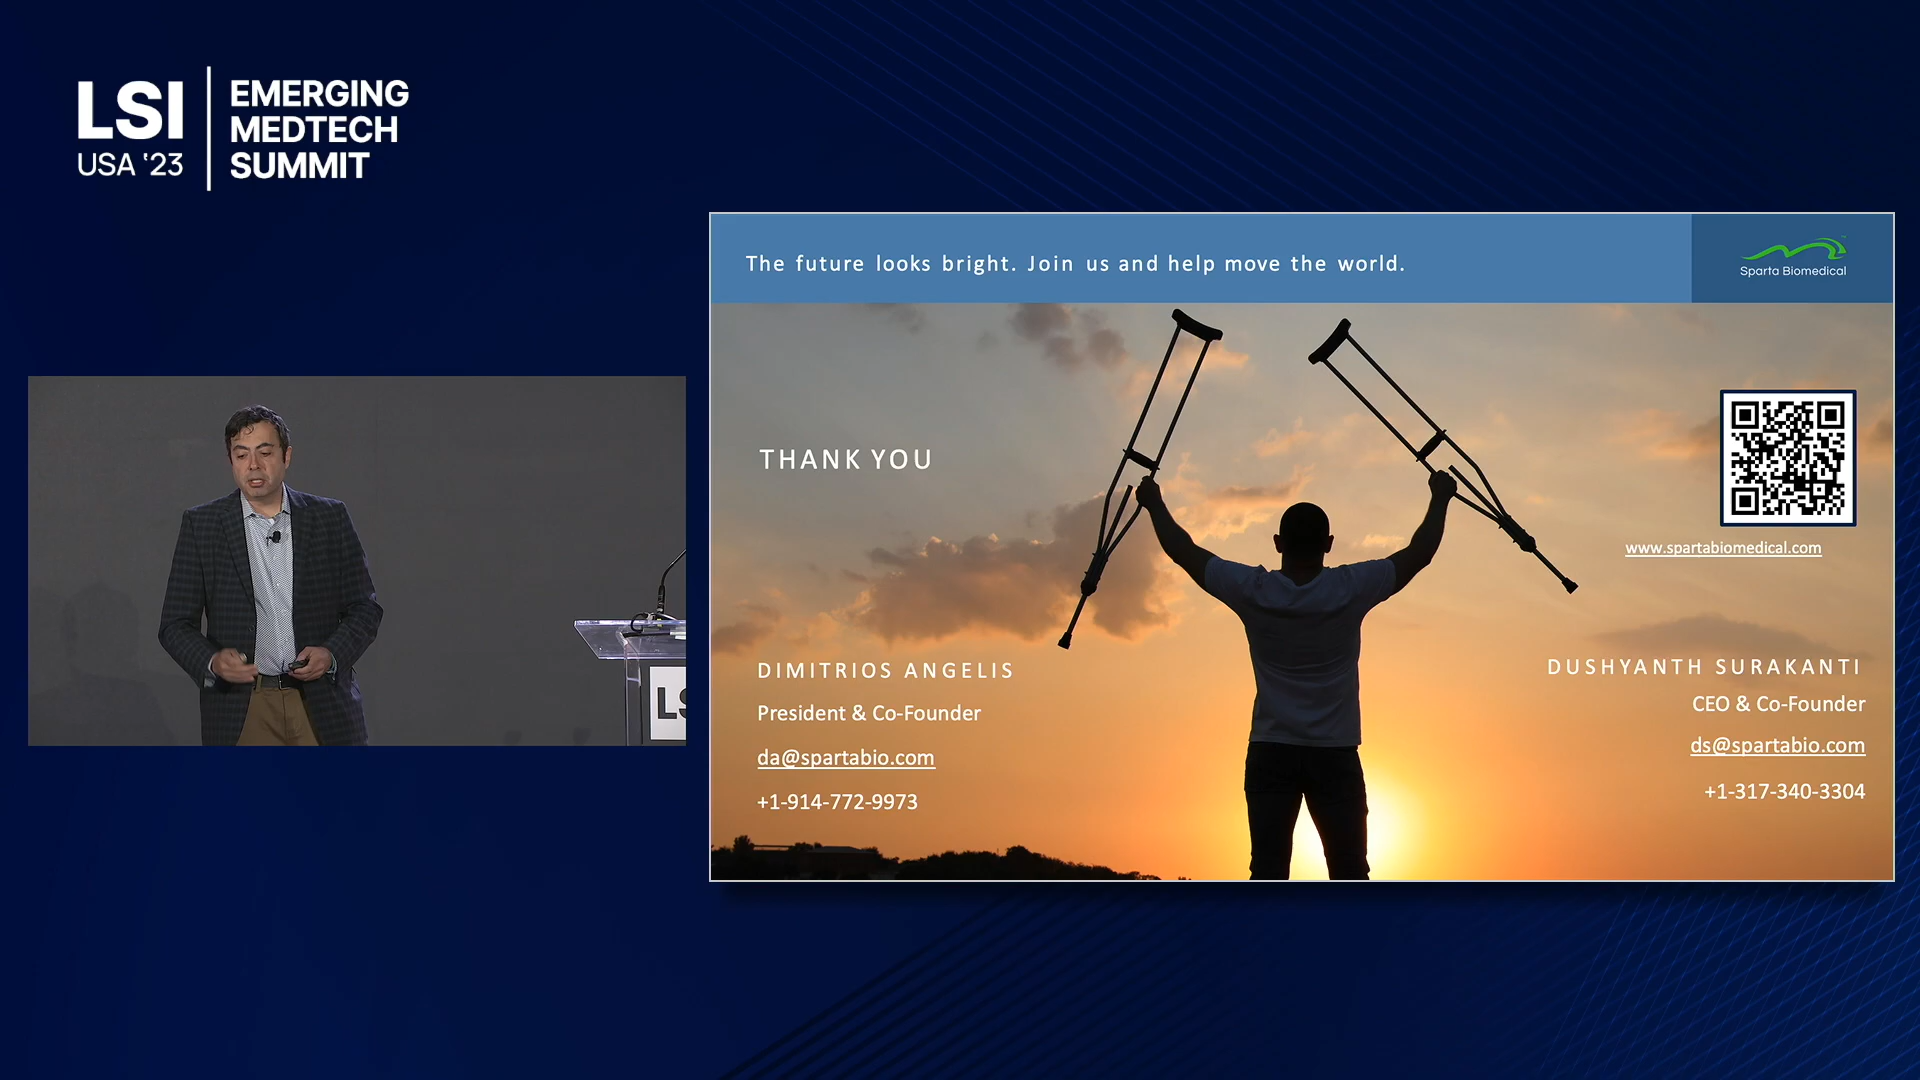 LSI
USA '23
EMERGING
MEDTECH
SUMMIT
The future looks bright. Join us and help move the world.
Sparta Biomedical
THANK YOU
www.spartabiomedical.com
DIMITRIOS ANGELIS
President & Co-Founder
da@spartabio.com
+1-914-772-9973
DUSHYANTH SURAKANTI
CEO & Co-Founder
ds@spartabio.com
+1-317-340-3304
LS